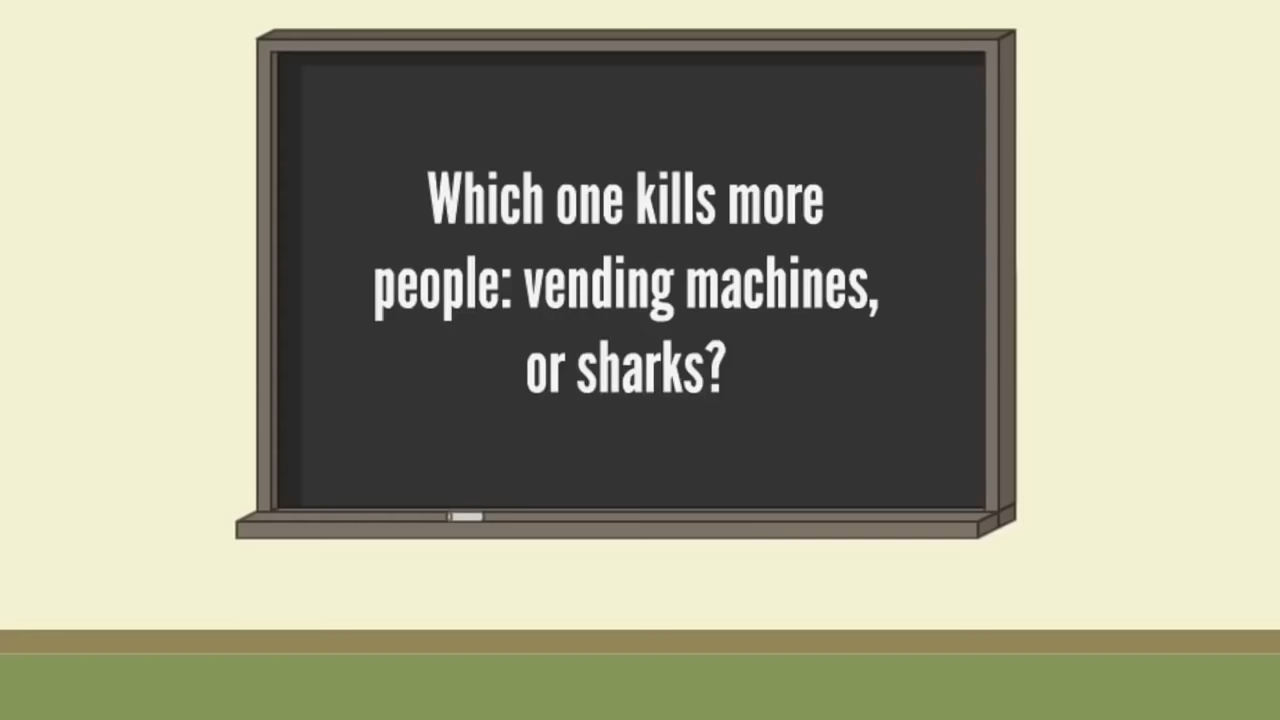 Which one kills more
people: vending machines,
or sharks?